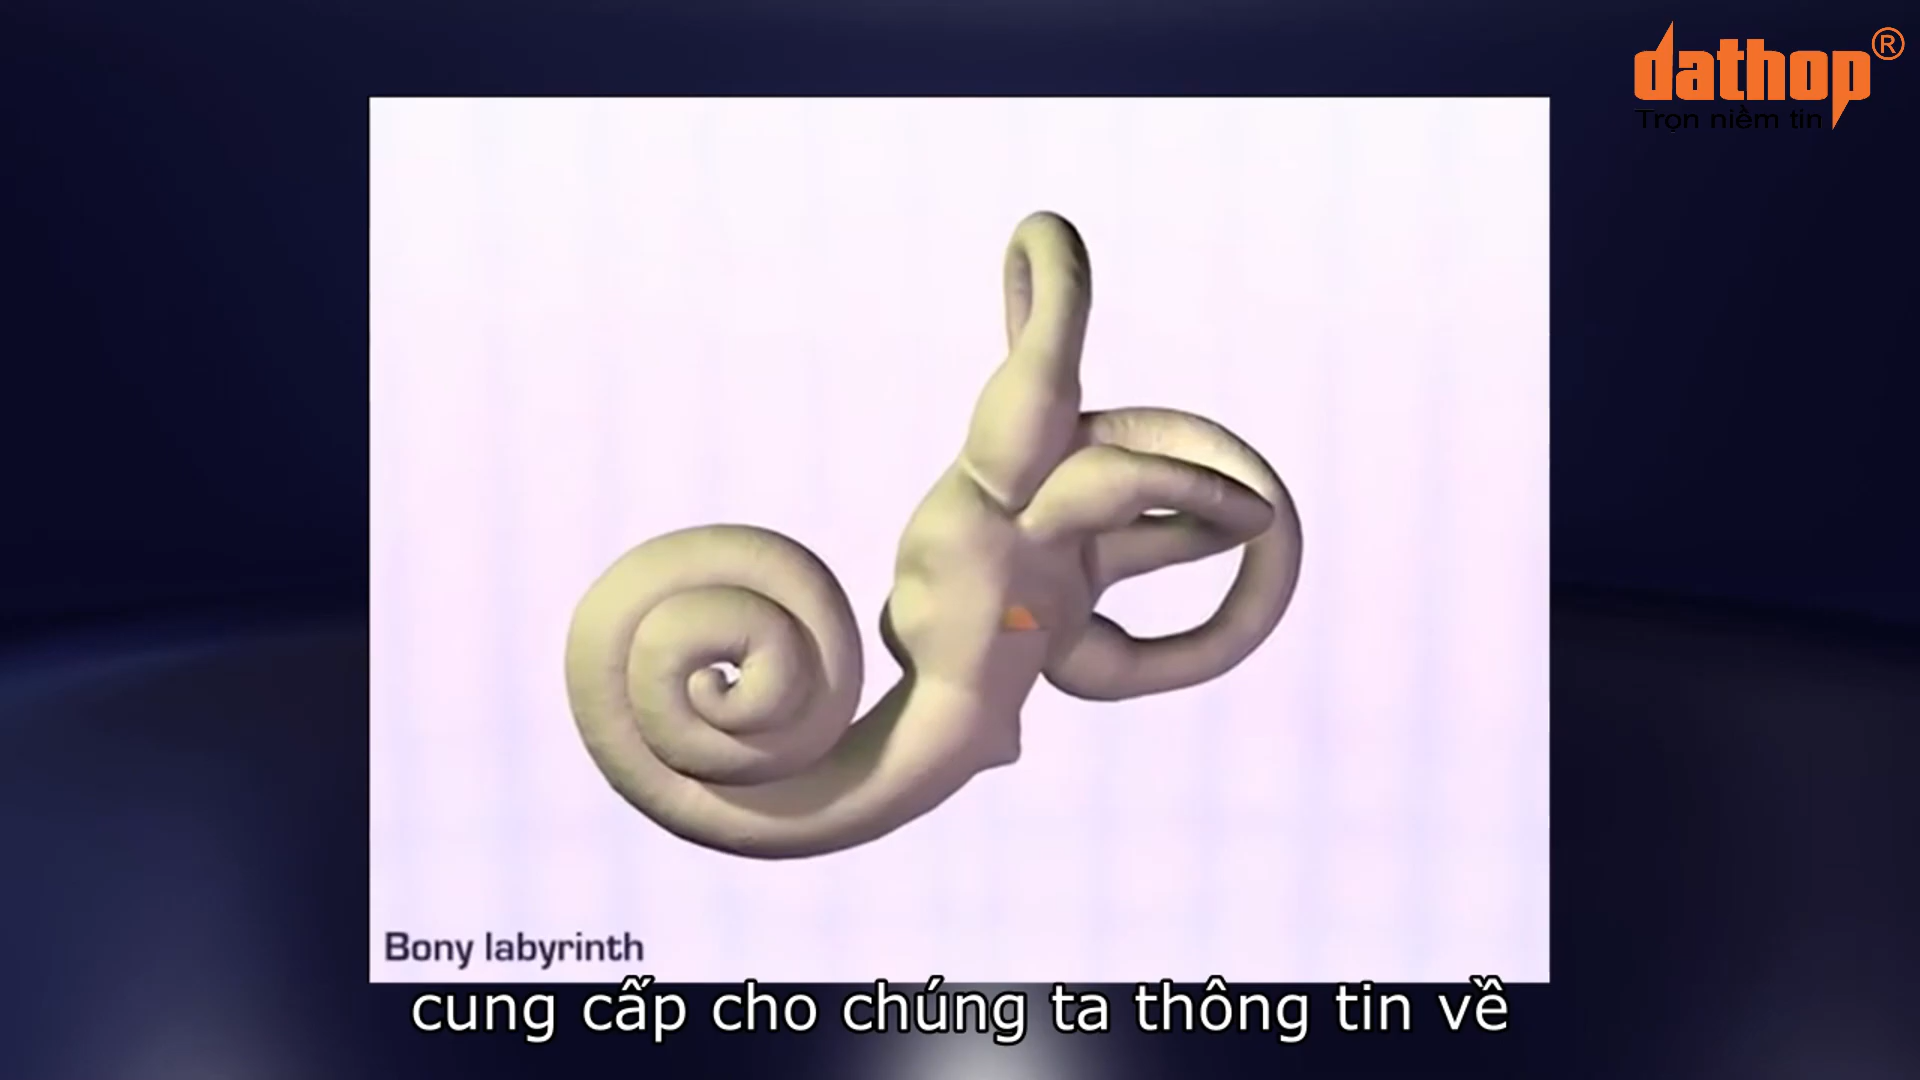 dathop®
Trọn niềm tin
Bony labyrinth
cung cấp cho chúng ta thông tin về